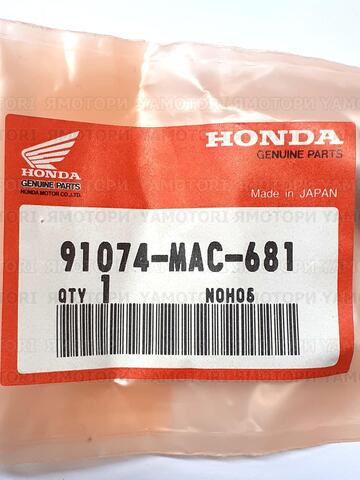 HONDA
GENUINE PARTS
HONDA MOTOR CO.,LTD.
HONDA
GENUINE PARTS
Made in JAPAN
91074-MAC-681
QTY 1 NOH05
YAMOTORI ЯМОТОРИ YAMOTORI ЯМОТОРИ